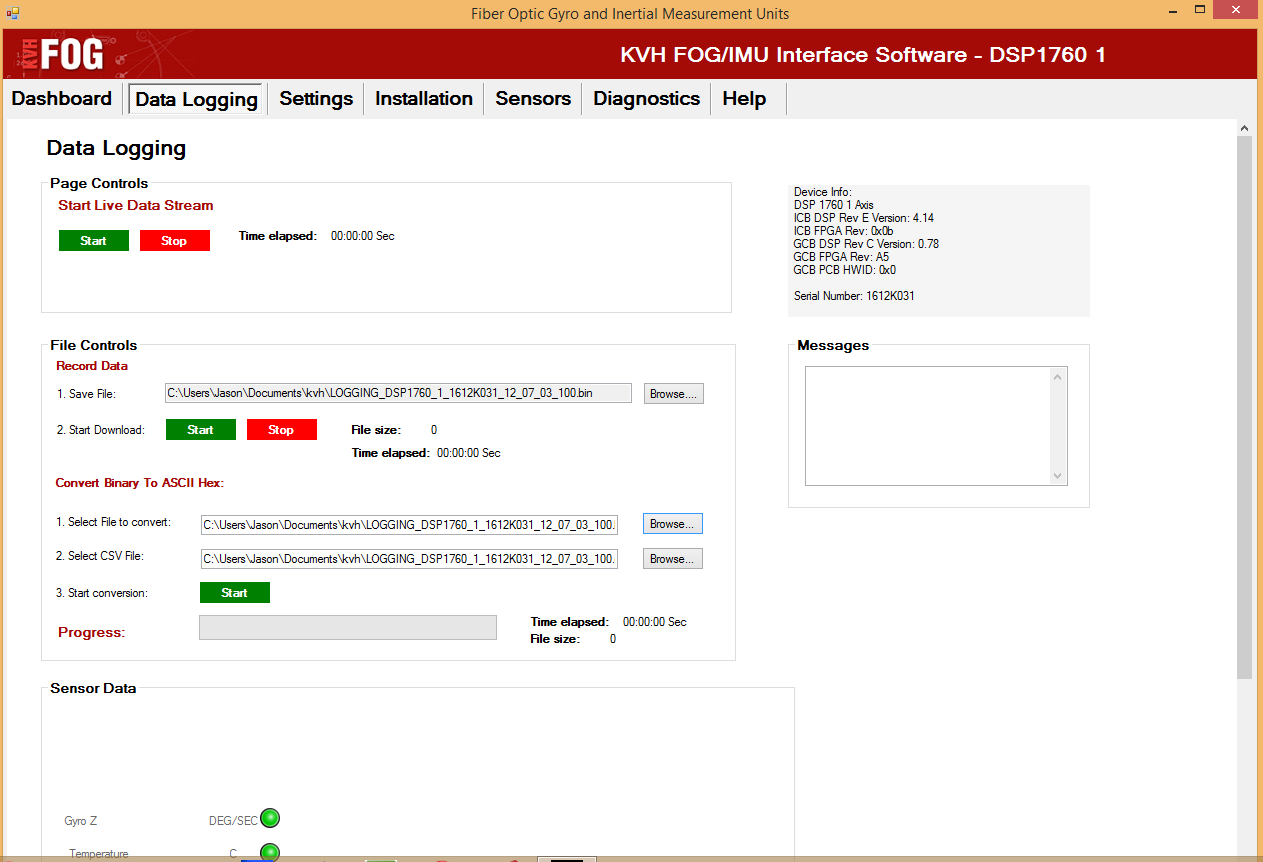 Fiber Optic Gyro and Inertial Measurement Units
KVH FOG
KVH FOG/IMU Interface Software - DSP1760 1
Dashboard Data Logging Settings Installation Sensors Diagnostics Help
Data Logging
Page Controls
Start Live Data Stream
Start Stop Time elapsed: 00:00:00 Sec
Device Info:
DSP 1760 1 Axis
ICB DSP Rev E Version: 4.14
ICB FPGA Rev: 0x0b
GCB DSP Rev C Version: 0.78
GCB FPGA Rev: A5
GCB PCB HWID: 0x0
Serial Number: 1612K031
File Controls
Record Data
1. Save File: C:\Users\Jason\Documents\kvh\LOGGING_DSP1760_1_1612K031_12_07_03_100.bin Browse....
2. Start Download: Start Stop File size: 0
Time elapsed: 00:00:00 Sec
Messages
Convert Binary To ASCII Hex:
1. Select File to convert: C:\Users\Jason\Documents\kvh\LOGGING_DSP1760_1_1612K031_12_07_03_100. Browse...
2. Select CSV File: C:\Users\Jason\Documents\kvh\LOGGING_DSP1760_1_1612K031_12_07_03_100. Browse...
3. Start conversion: Start
Progress: Time elapsed: 00:00:00 Sec
File size: 0
Sensor Data
Gyro Z DEG/SEC
Temperature C